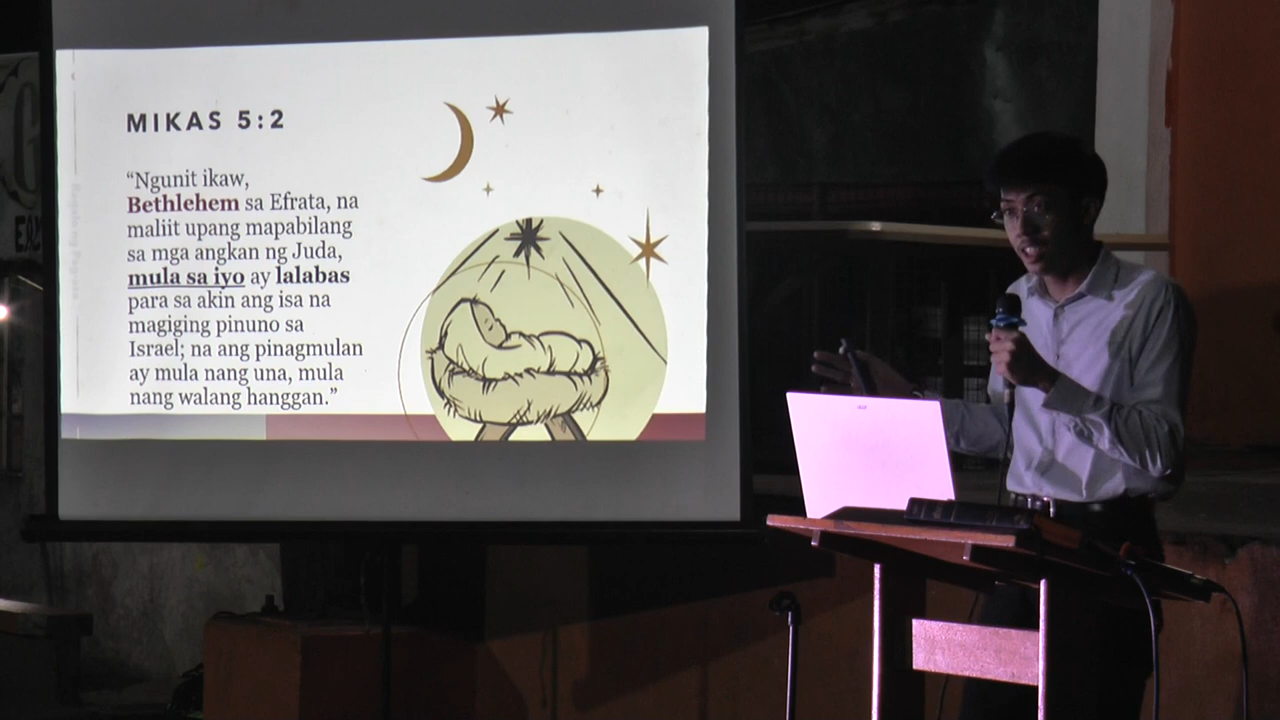 MIKAS 5:2
“Ngunit ikaw,
Bethlehem sa Efrata, na
maliit upang mapabilang
sa mga angkan ng Juda,
mula sa iyo ay lalabas
para sa akin ang isa na
magiging pinuno sa
Israel; na ang pinagmulan
ay mula nang una, mula
nang walang hanggan.”
acer